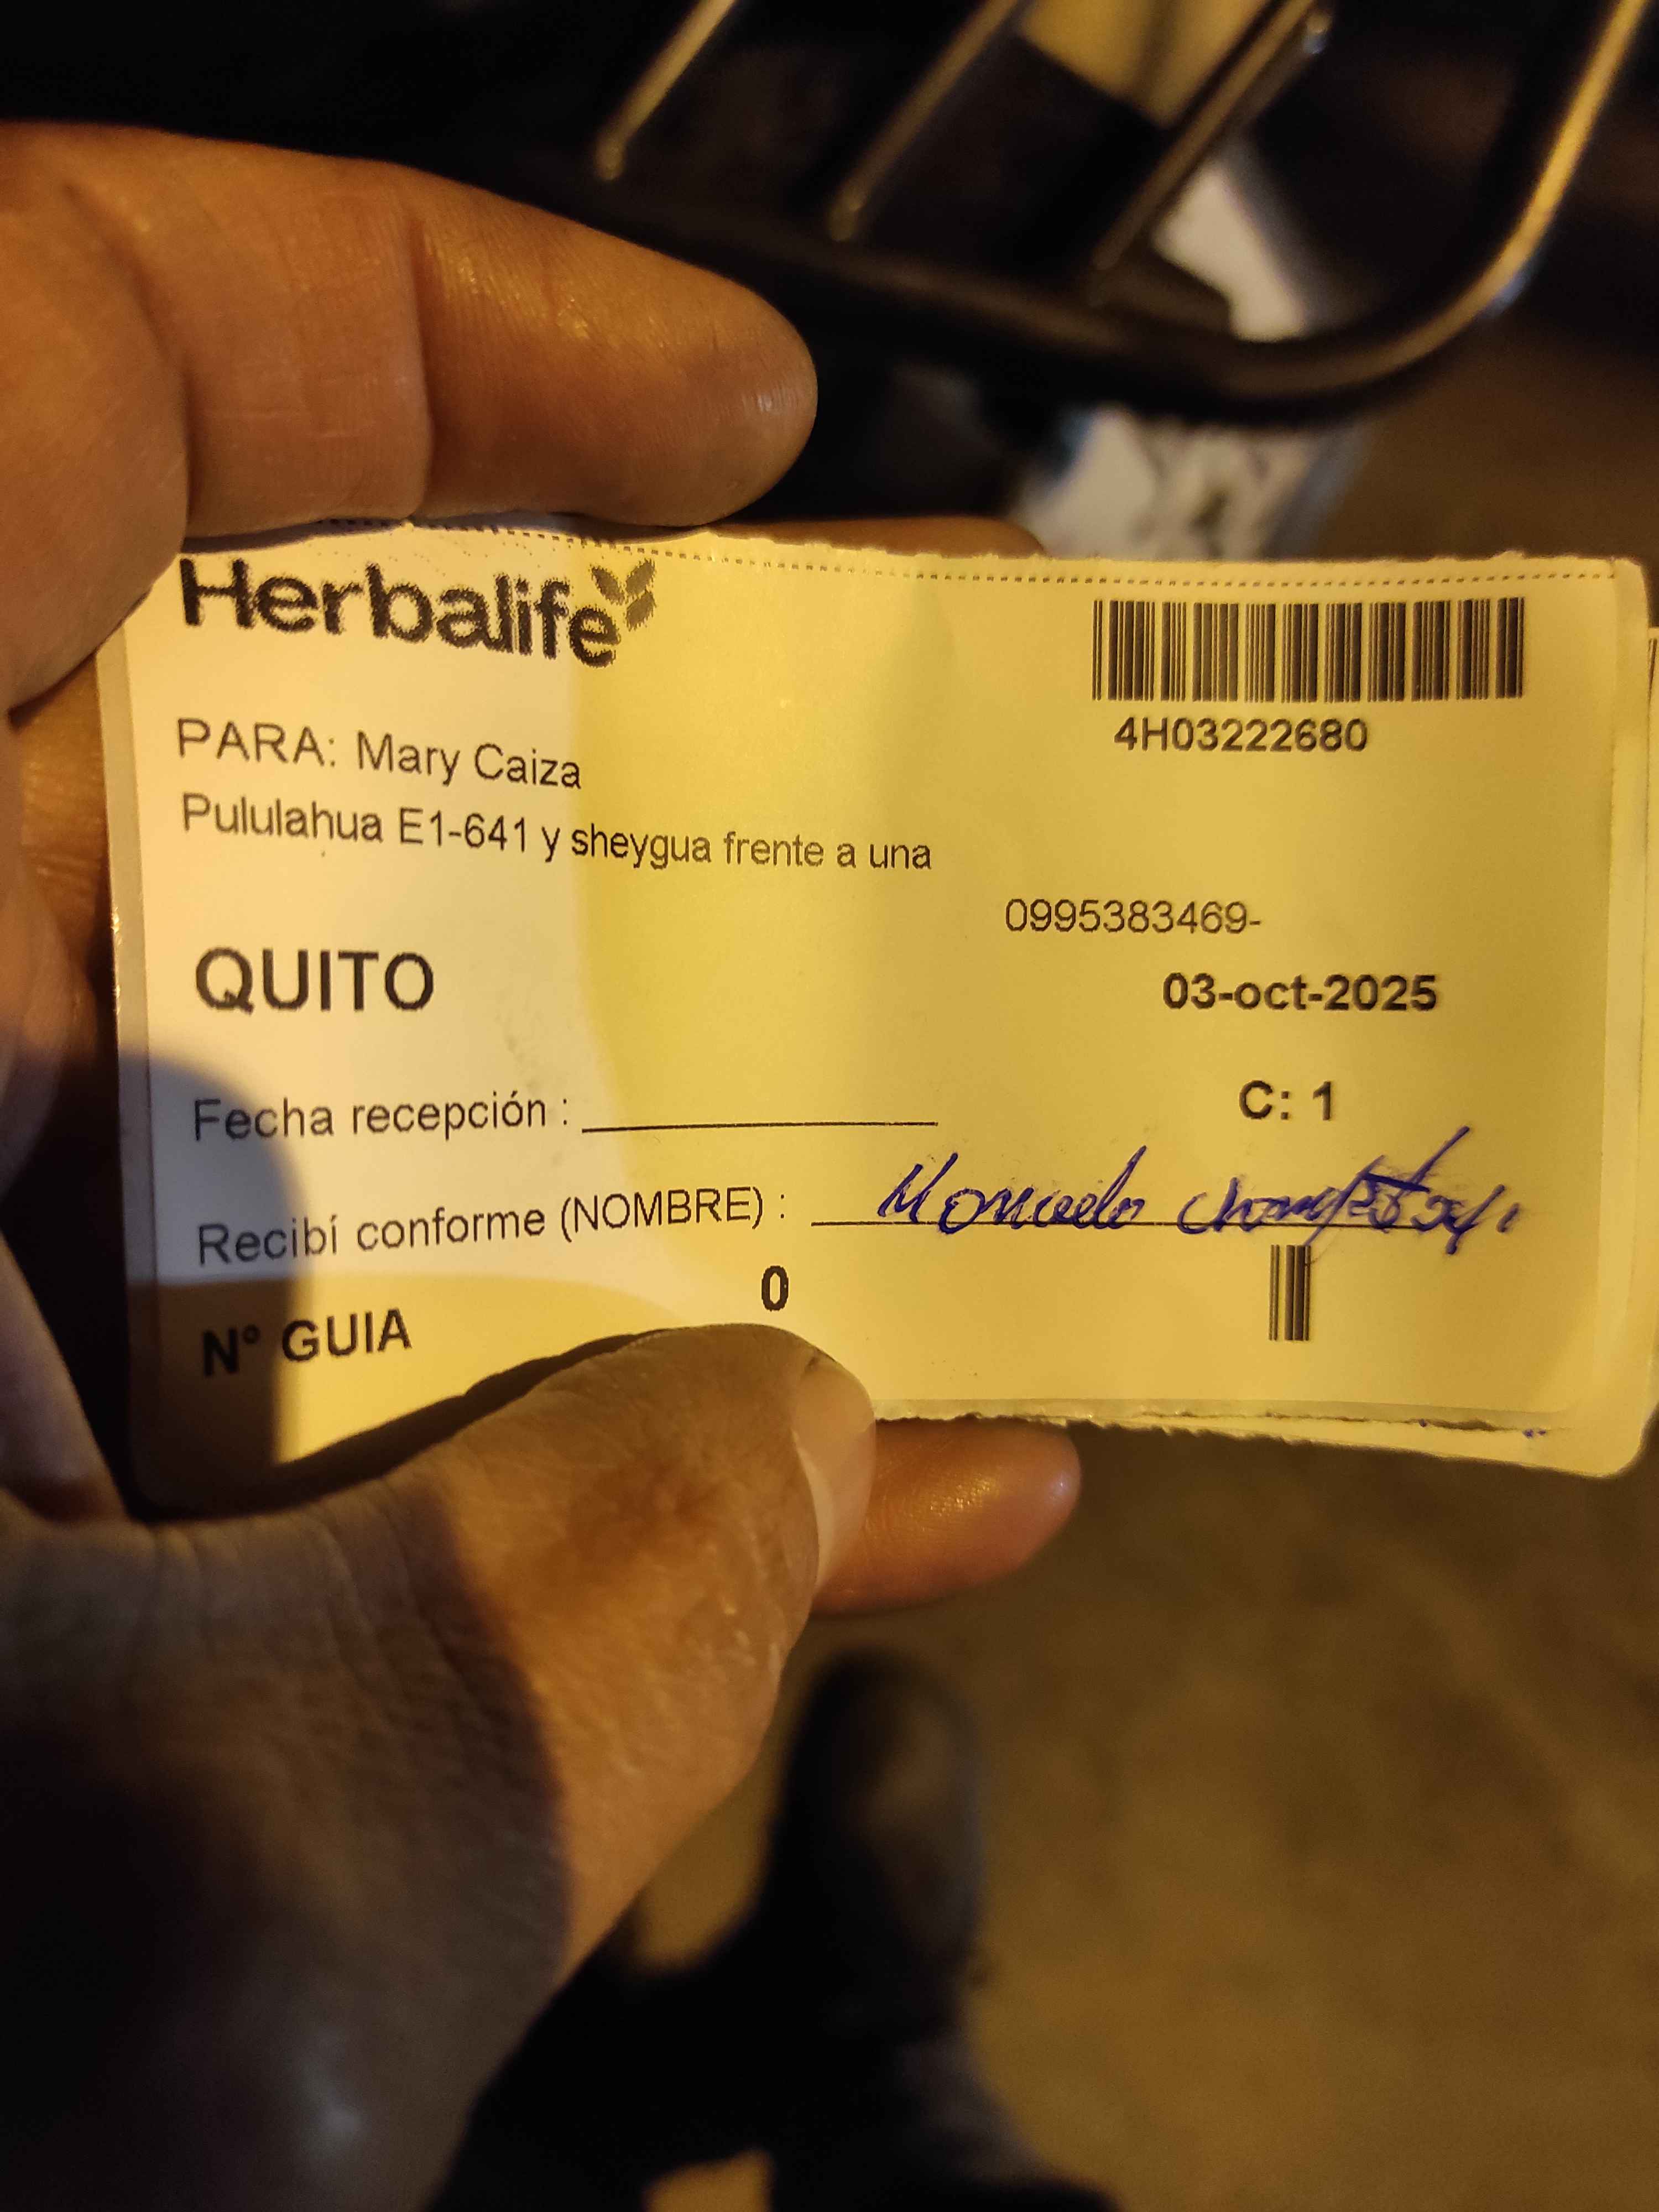 Herbalife
4H03222680
PARA: Mary Caiza
Pululahua E1-641 y sheygua frente a una
0995383469-
QUITO
03-oct-2025
C: 1
Fecha recepción :
Recibí conforme (NOMBRE) :
0
N° GUIA